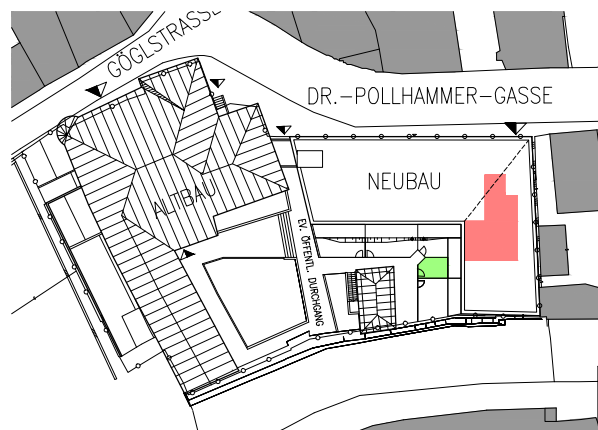 GÖGLSTRASSE
DR.-POLLHAMMER-GASSE
ALTBAU
NEUBAU
EV. ÖFFENTL. DURCHGANG